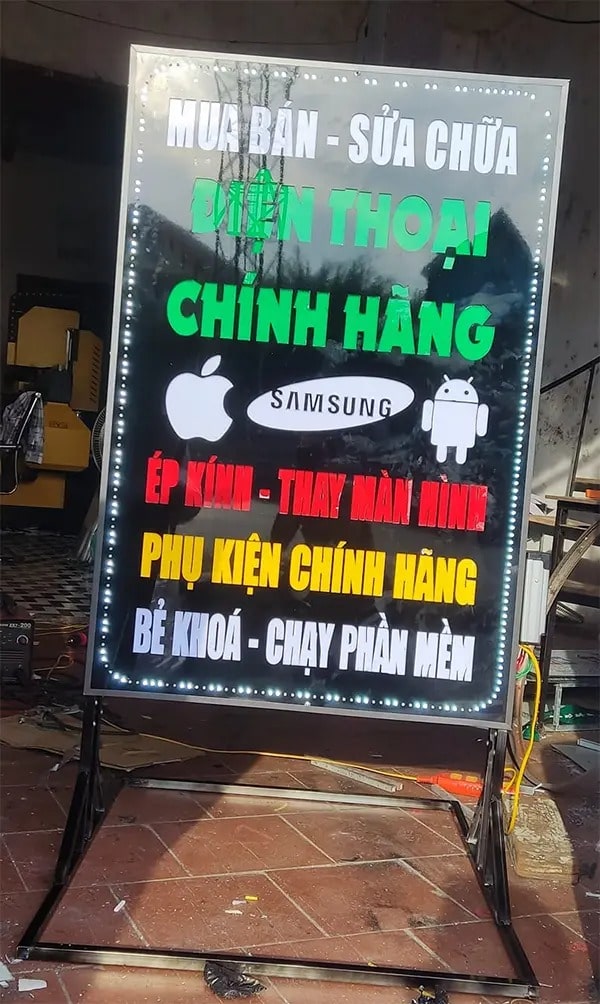 MUA BÁN - SỬA CHỮA
ĐIỆN THOẠI
CHÍNH HÃNG
SAMSUNG
ÉP KÍNH - THAY MÀN HÌNH
PHỤ KIỆN CHÍNH HÃNG
BẺ KHOÁ - CHẠY PHẦN MỀM